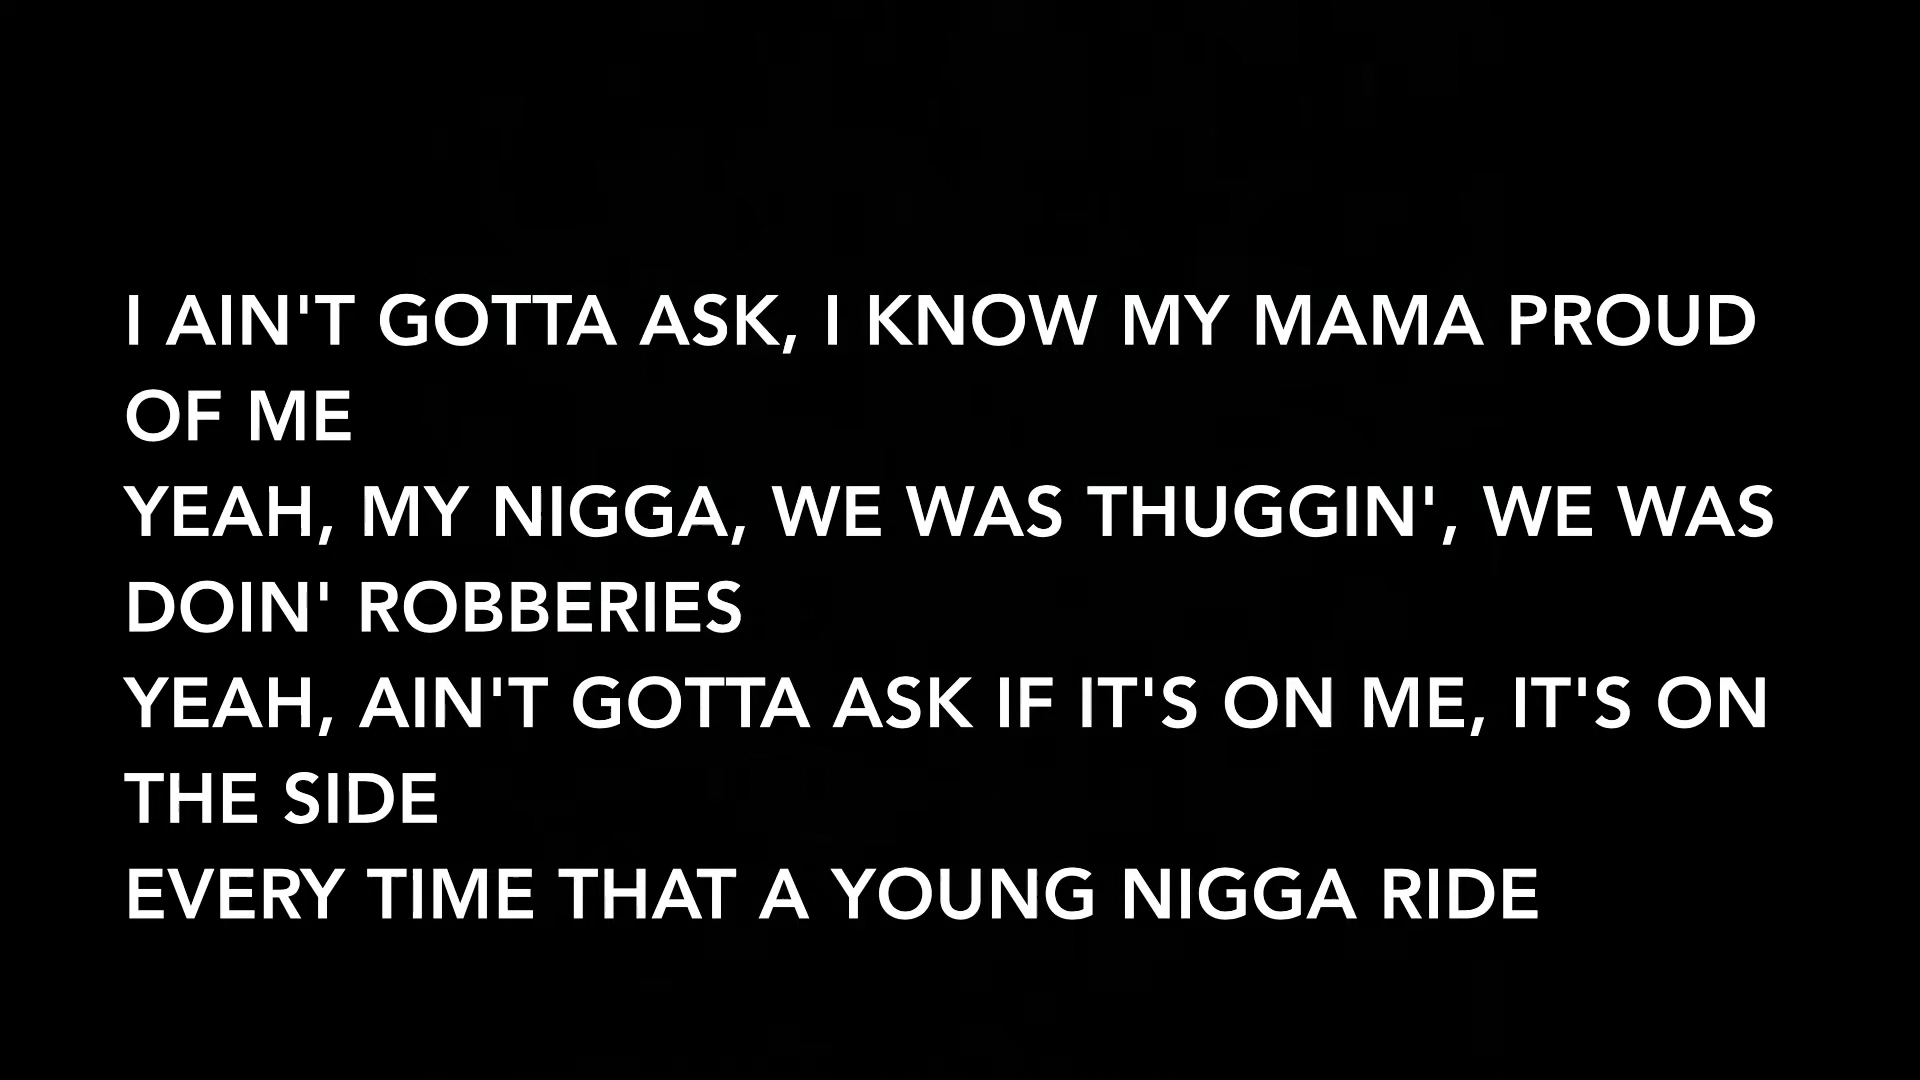 I AIN'T GOTTA ASK, I KNOW MY MAMA PROUD
OF ME
YEAH, MY NIGGA, WE WAS THUGGIN', WE WAS
DOIN' ROBBERIES
YEAH, AIN'T GOTTA ASK IF IT'S ON ME, IT'S ON
THE SIDE
EVERY TIME THAT A YOUNG NIGGA RIDE